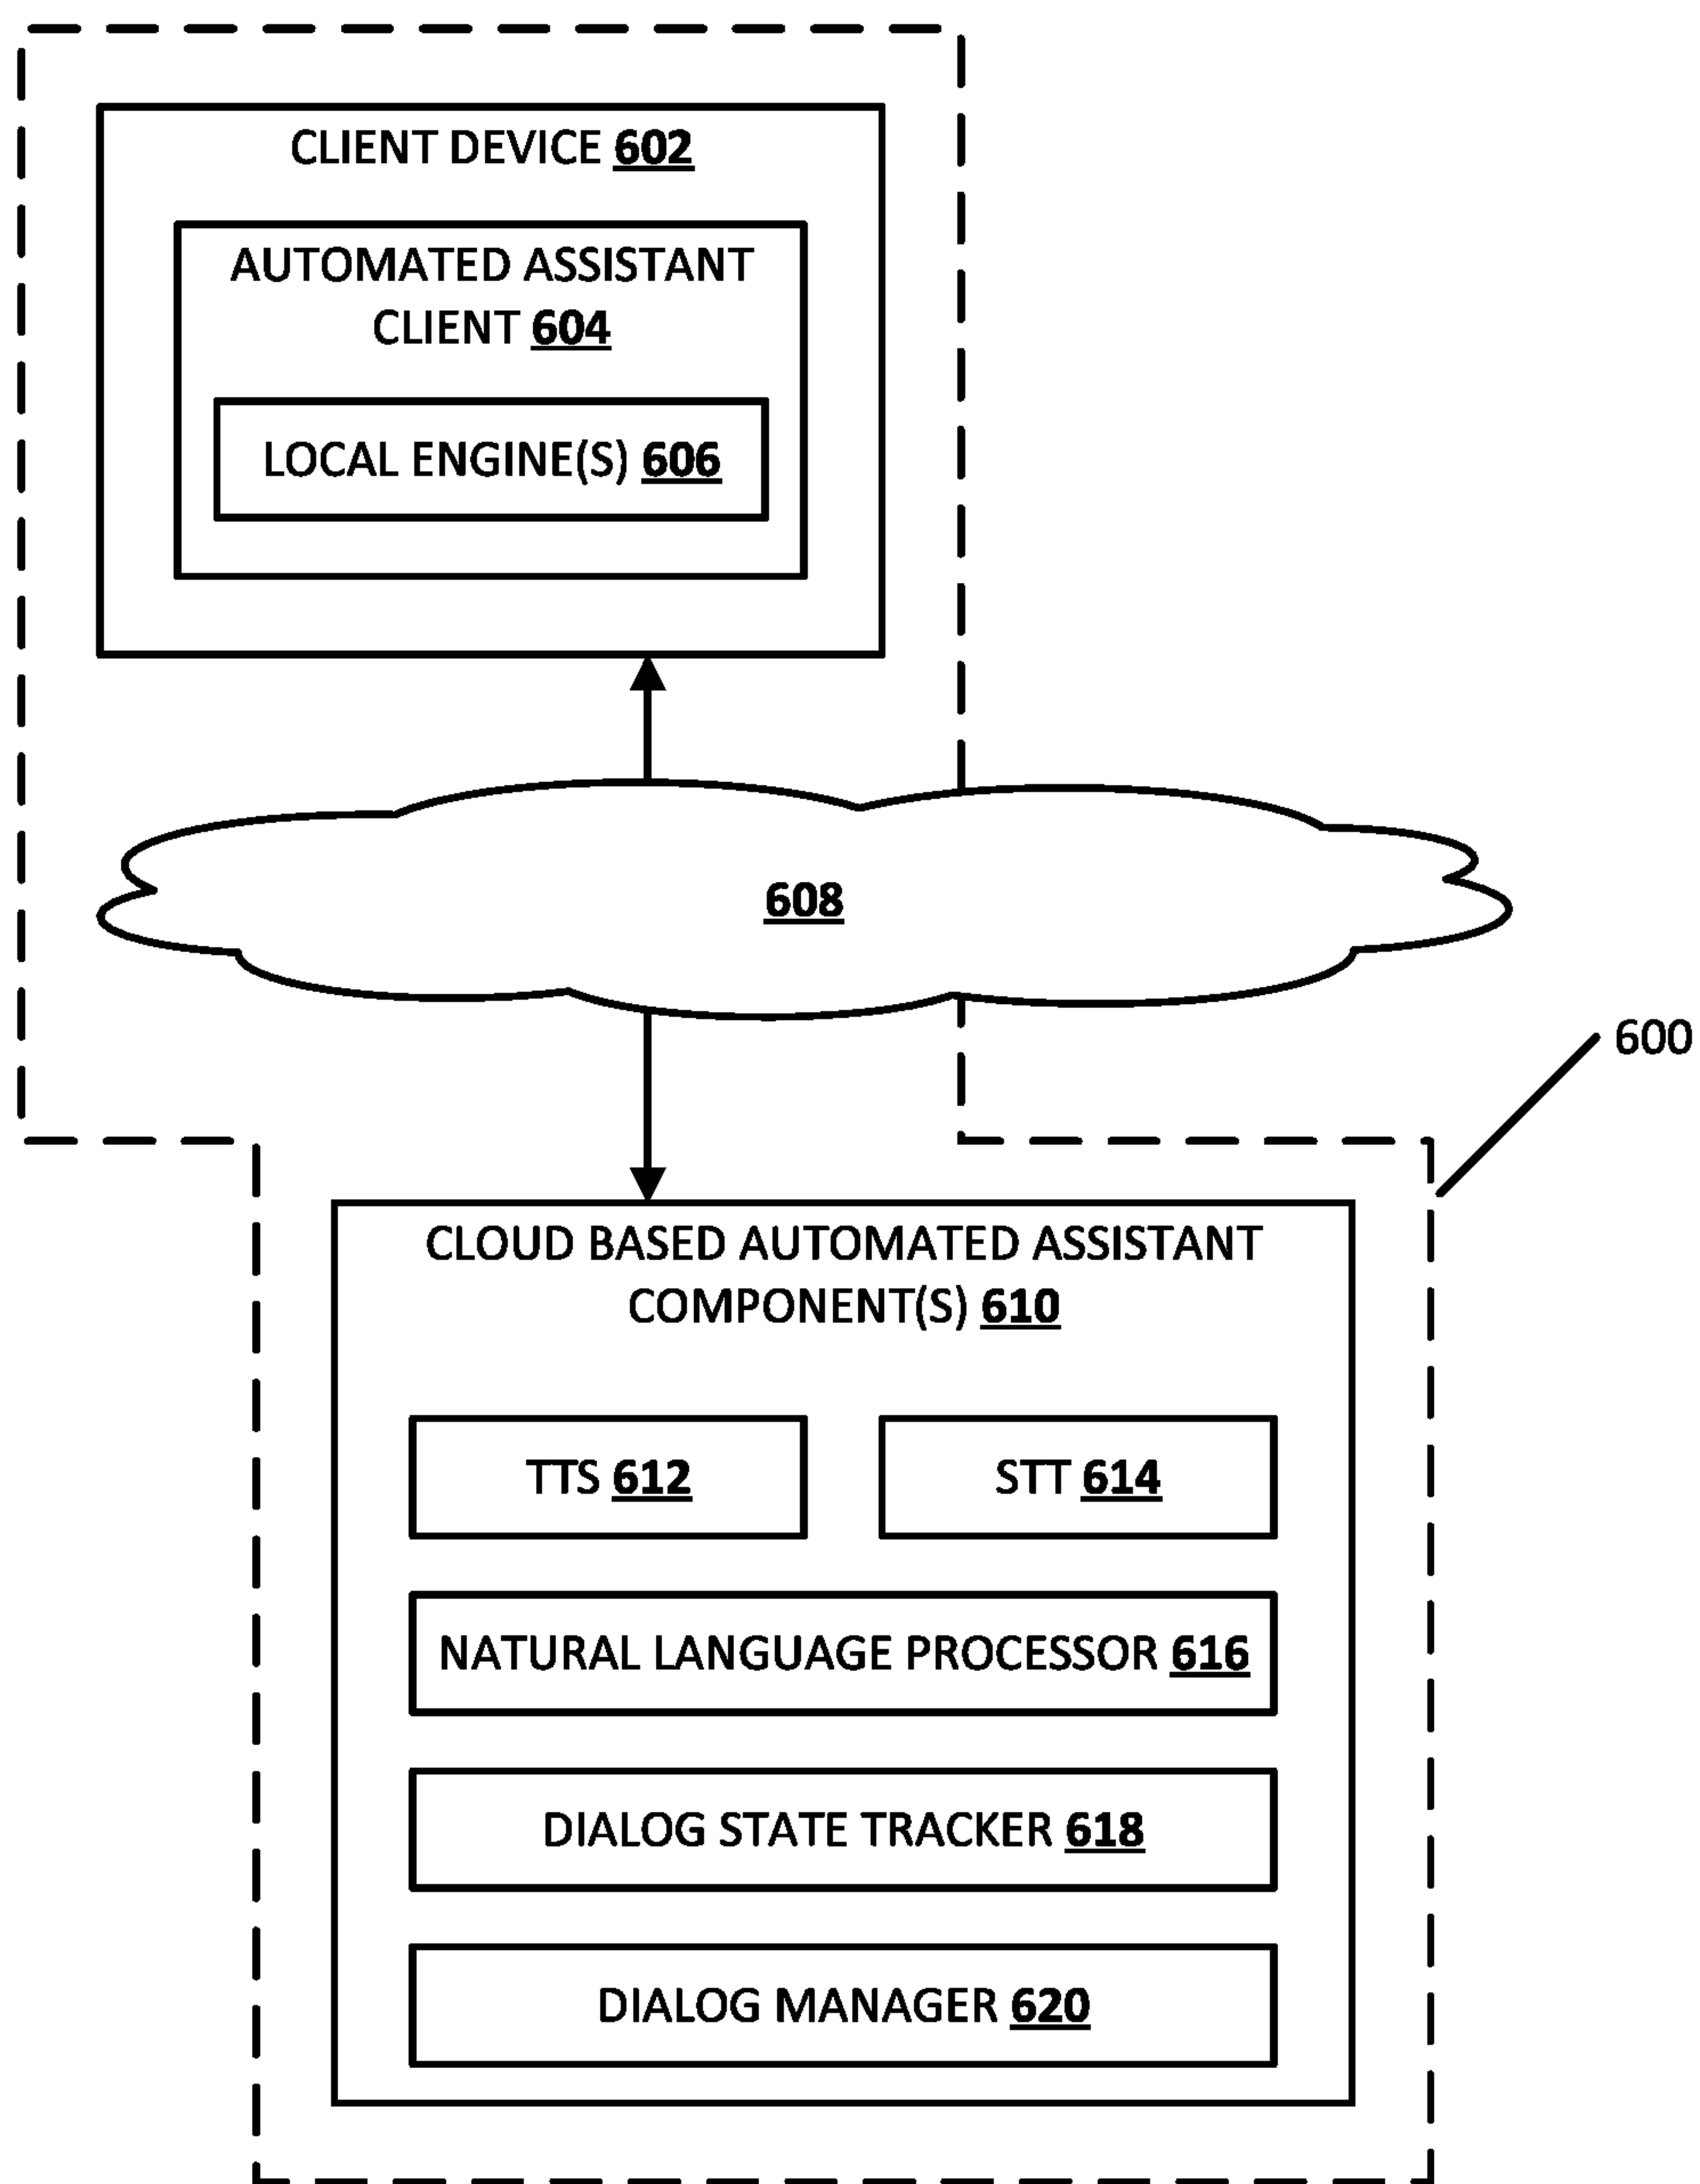 CLIENT DEVICE 602
AUTOMATED ASSISTANT
CLIENT 604
LOCAL ENGINE(S) 606
608
600
CLOUD BASED AUTOMATED ASSISTANT
COMPONENT(S) 610
TTS 612
STT 614
NATURAL LANGUAGE PROCESSOR 616
DIALOG STATE TRACKER 618
DIALOG MANAGER 620